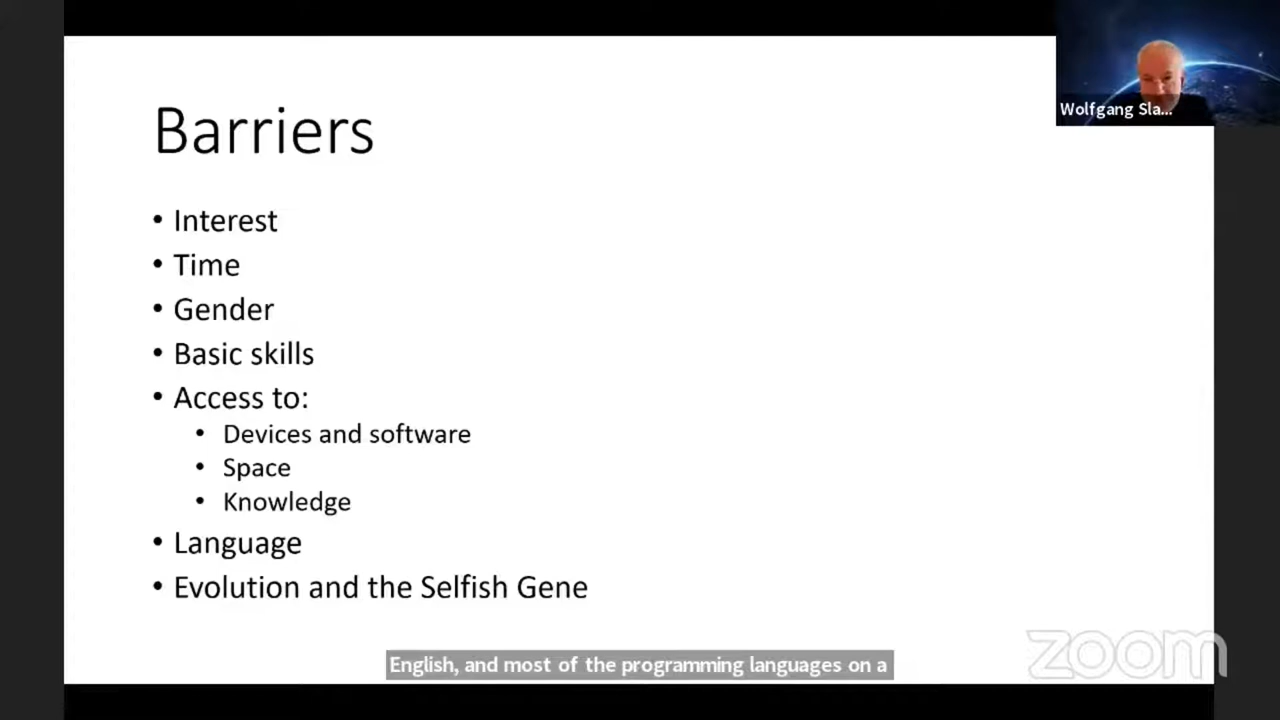 Barriers
Wolfgang Sla...
• Interest
• Time
• Gender
• Basic skills
• Access to:
• Devices and software
• Space
• Knowledge
• Language
• Evolution and the Selfish Gene
English, and most of the programming languages on a
zoom